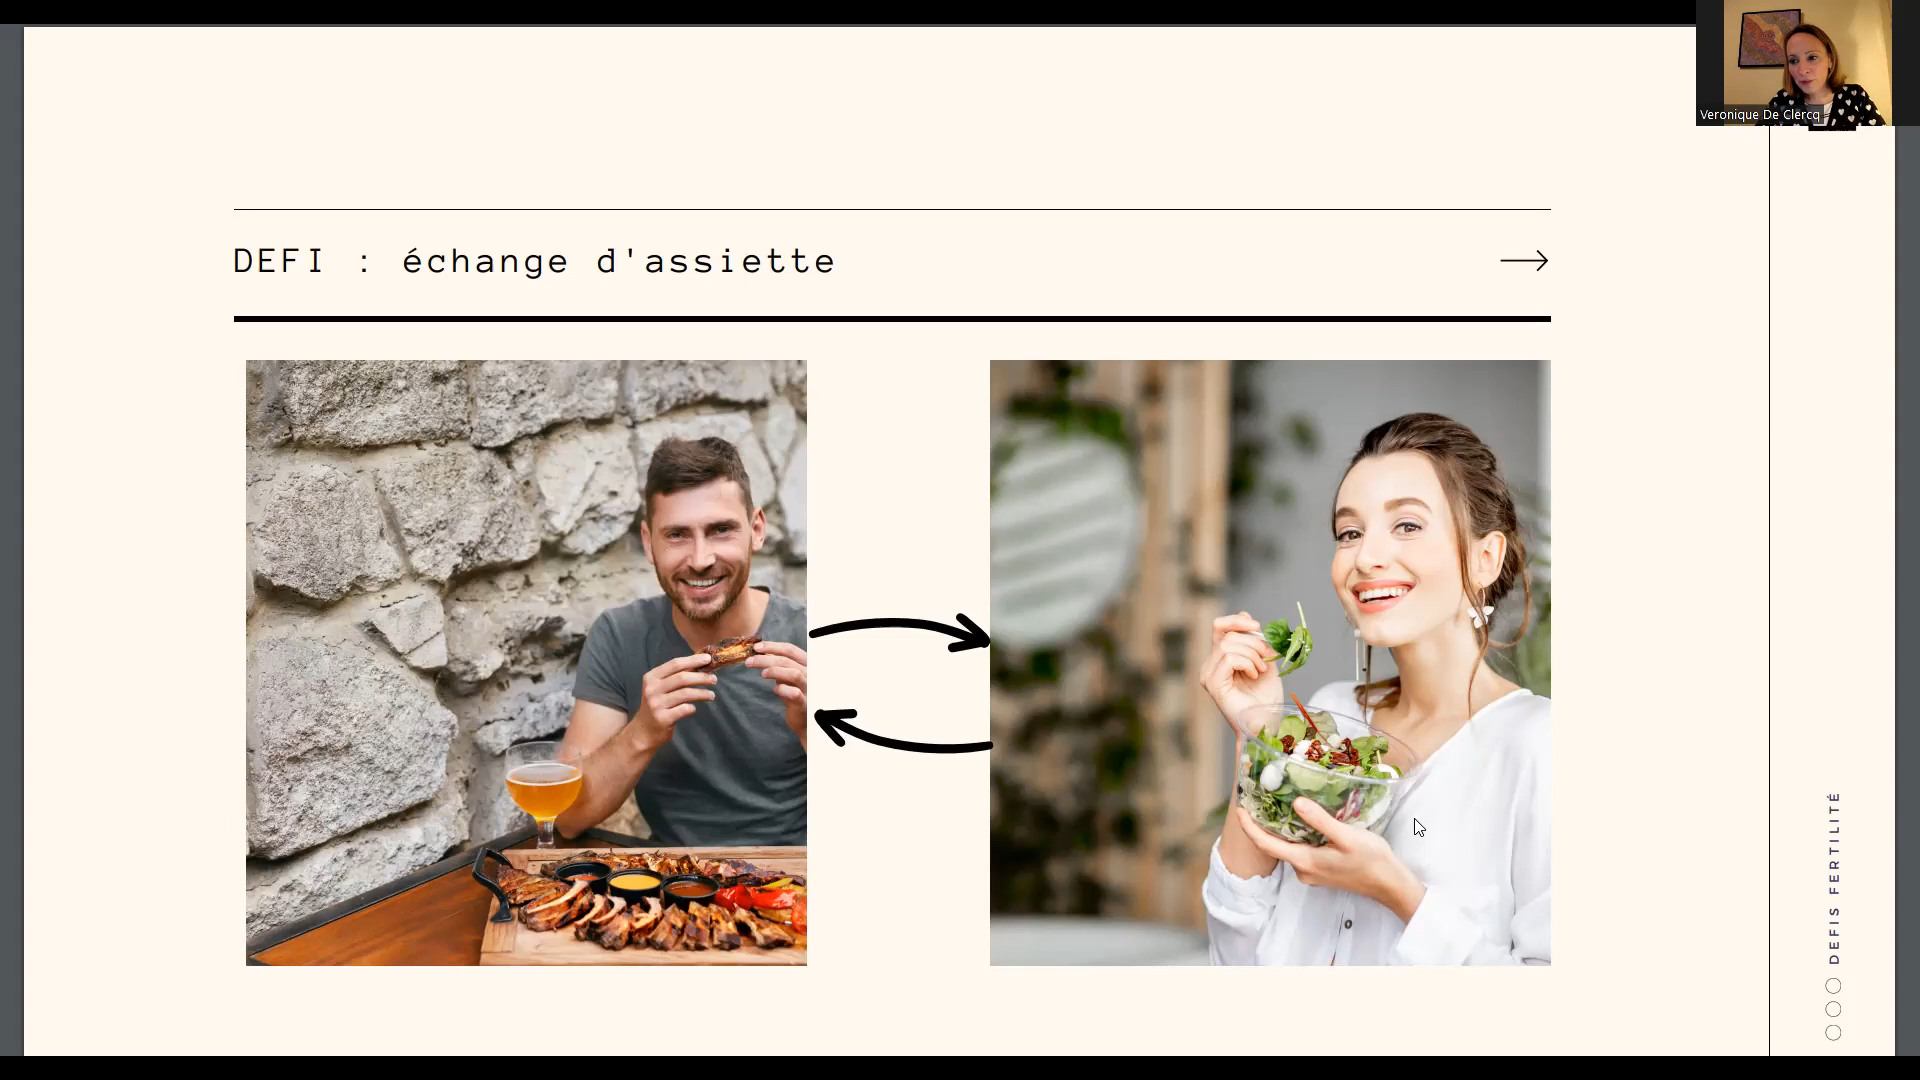 Veronique De Clercq
DEFI : échange d'assiette
DEFIS FERTILITÉ